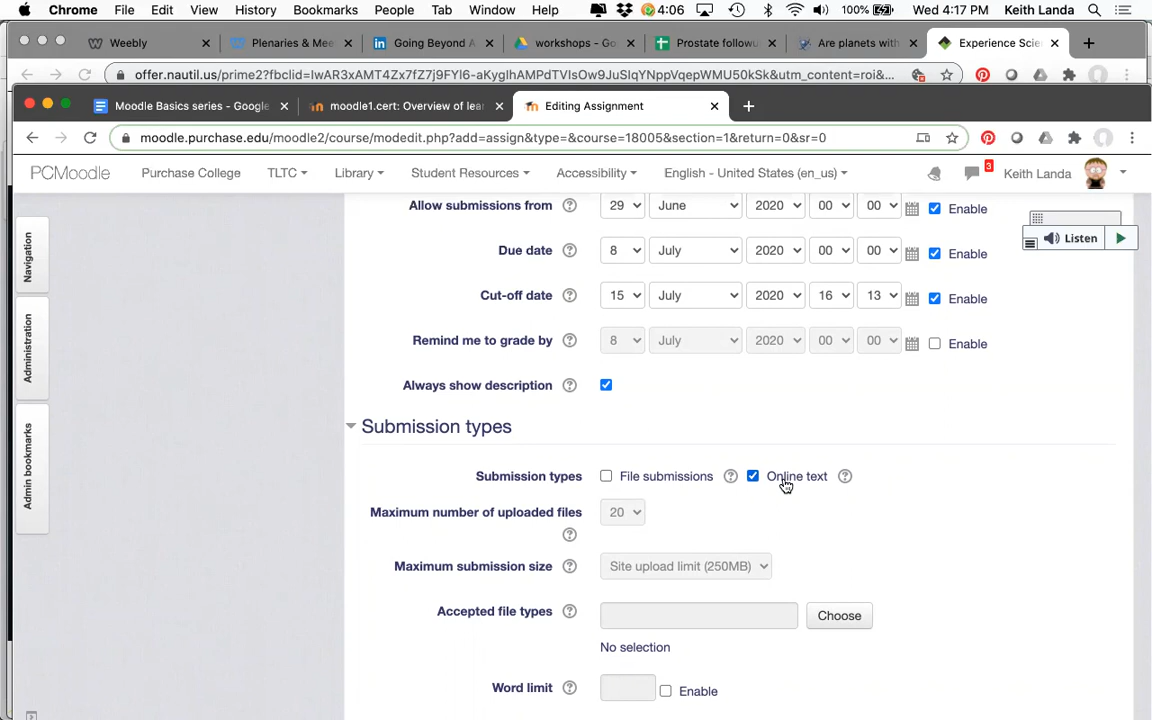 Chrome File Edit View History Bookmarks People Tab Window Help 4:06 100% Wed 4:17 PM Keith Landa
Weebly Plenaries & Mee Going Beyond A workshops - Go Prostate followu Are planets with Experience Scie
offer.nautil.us/prime2?fbclid=IwAR3xAMT4Zx7fZ7j9FYI6-aKyglhAMPdTVIsOw9JuSlqYNppVqepWMU50kSk&utm_content=roi&...
Moodle Basics series - Google moodle1.cert: Overview of lear Editing Assignment
moodle.purchase.edu/moodle2/course/modedit.php?add=assign&type=&course=18005&section=1&return=0&sr=0
PCMoodle Purchase College TLTC Library Student Resources Accessibility English - United States (en_us) 3 Keith Landa
Allow submissions from 29 June 2020 00 00 Enable
Listen
Due date 8 July 2020 00 00 Enable
Navigation
Cut-off date 15 July 2020 16 13 Enable
Remind me to grade by 8 July 2020 00 00 Enable
Administration
Always show description
Submission types
Admin bookmarks
Submission types File submissions Online text
Maximum number of uploaded files 20
Maximum submission size Site upload limit (250MB)
Accepted file types Choose
No selection
Word limit Enable